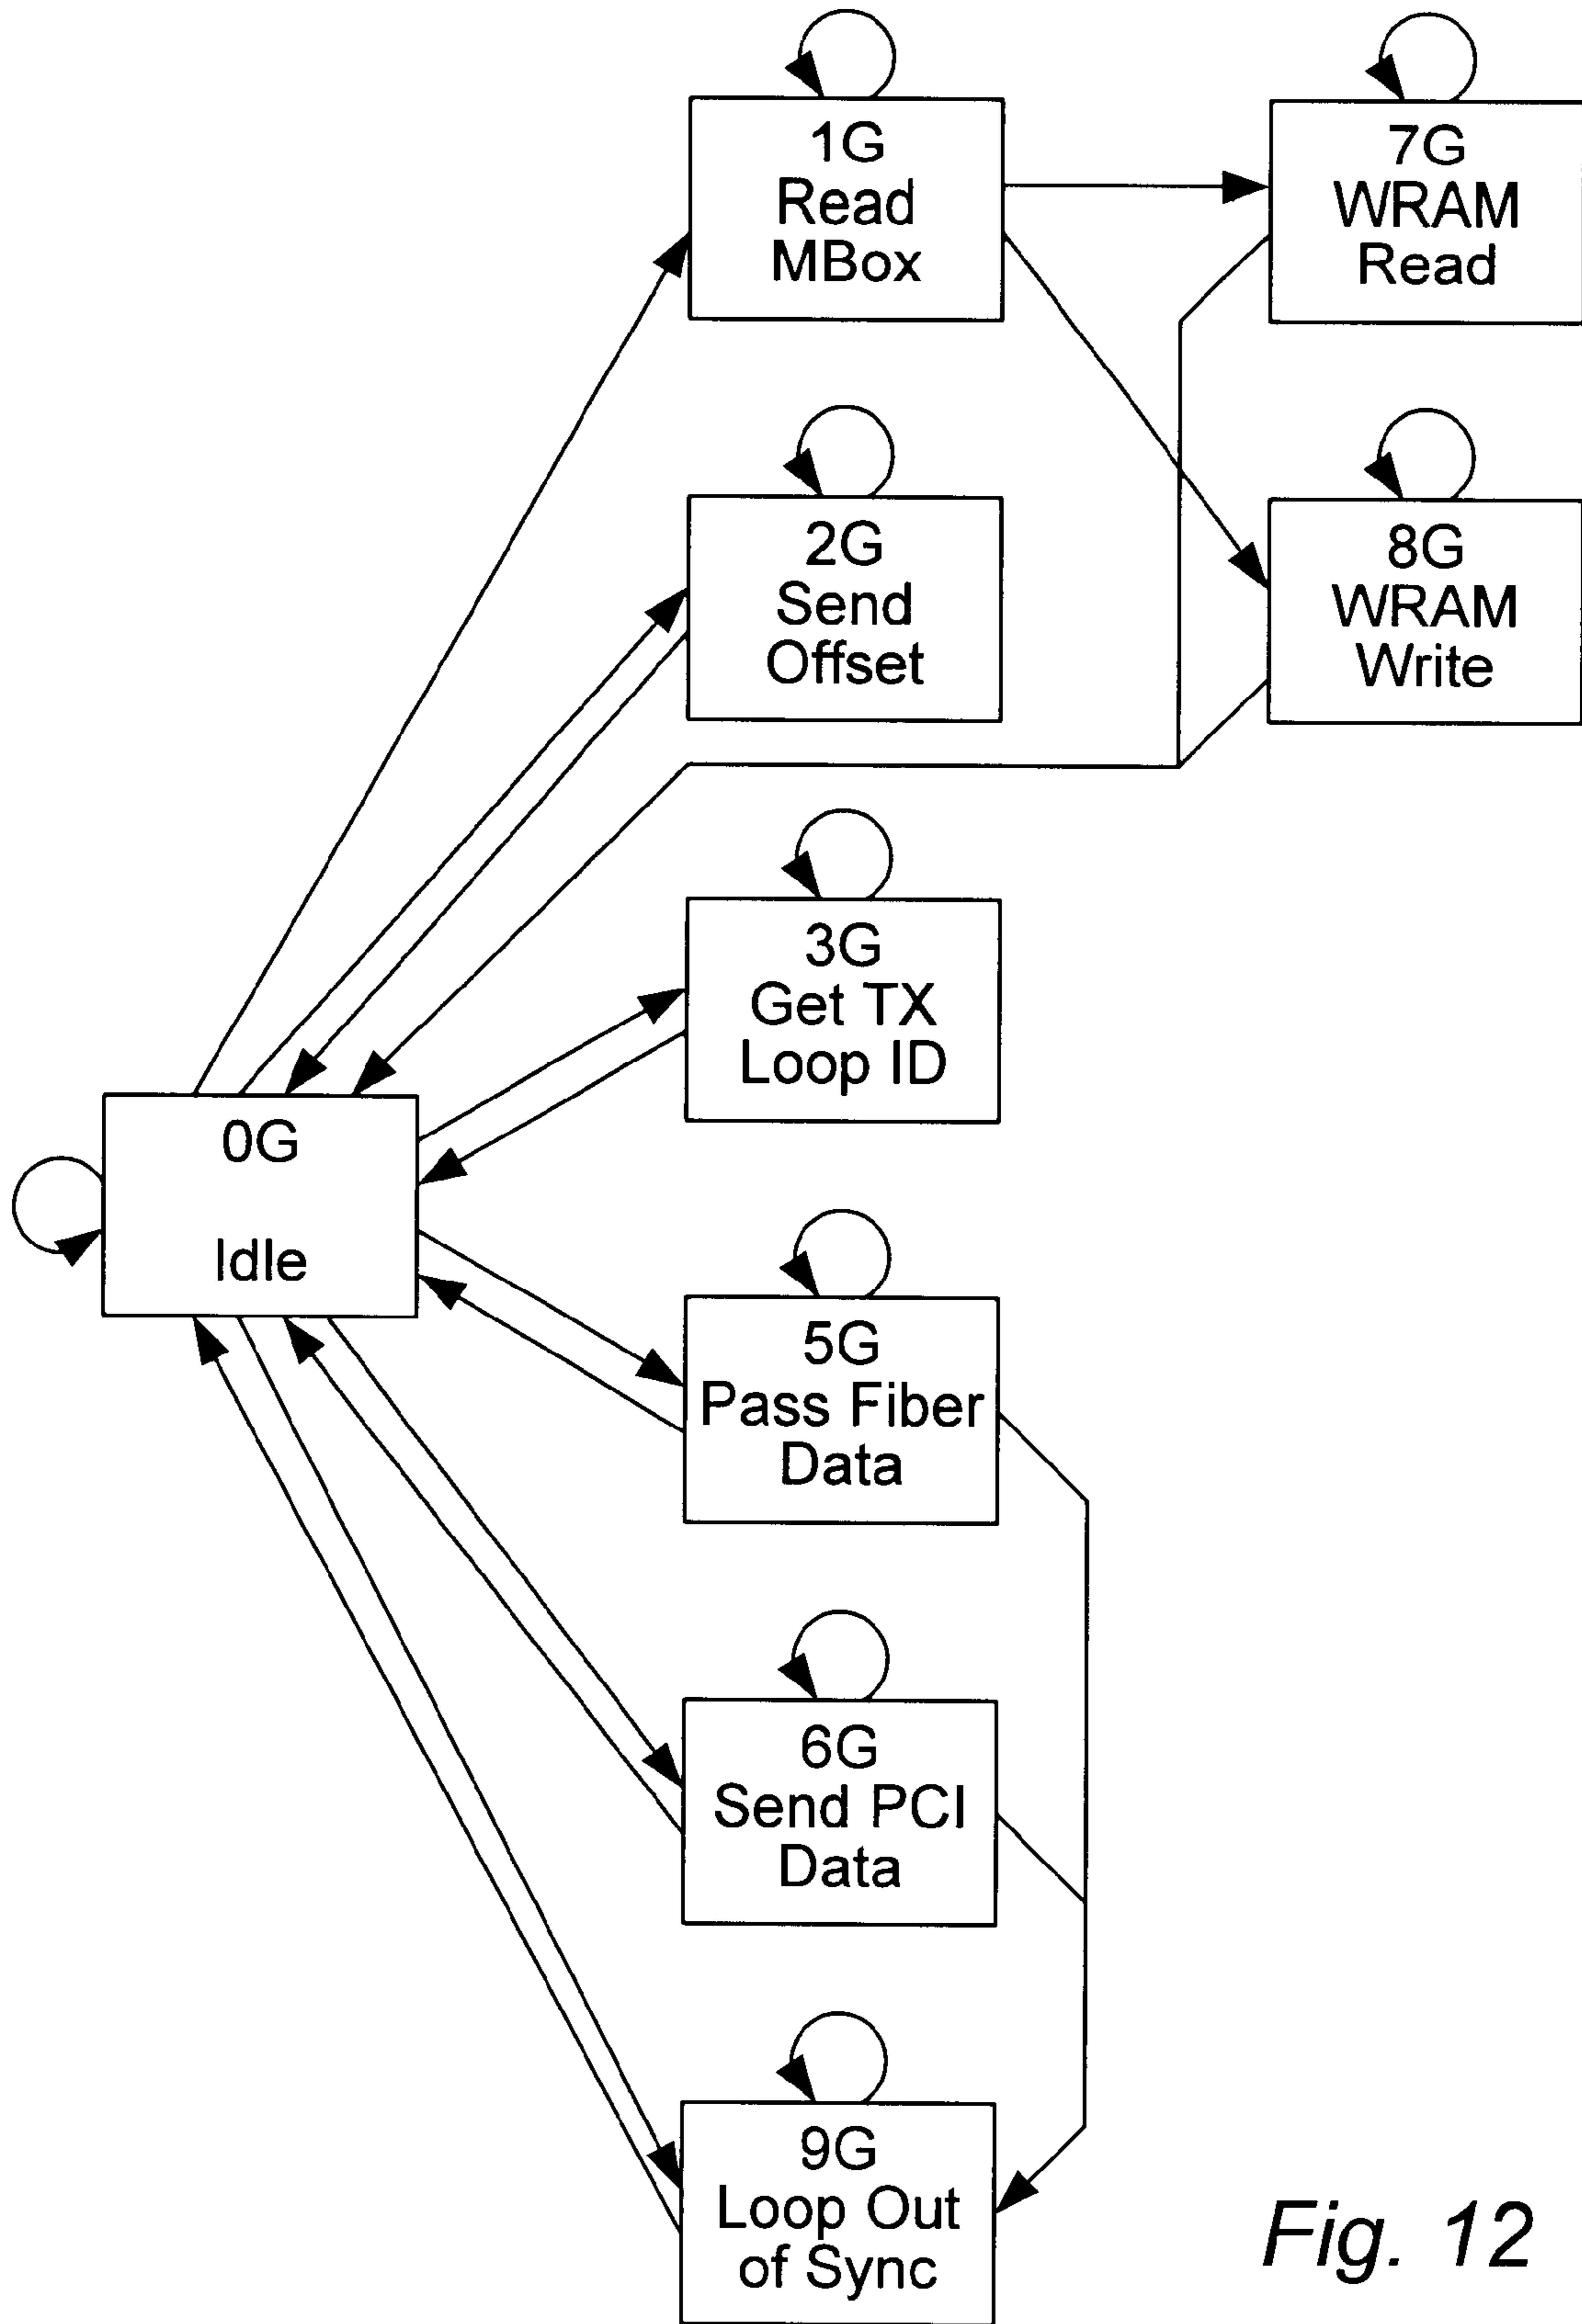 1G
Read
MBox
7G
WRAM
Read
2G
Send
Offset
8G
WRAM
Write
3G
Get TX
Loop ID
0G
Idle
5G
Pass Fiber
Data
6G
Send PCI
Data
9G
Loop Out
of Sync
Fig. 12